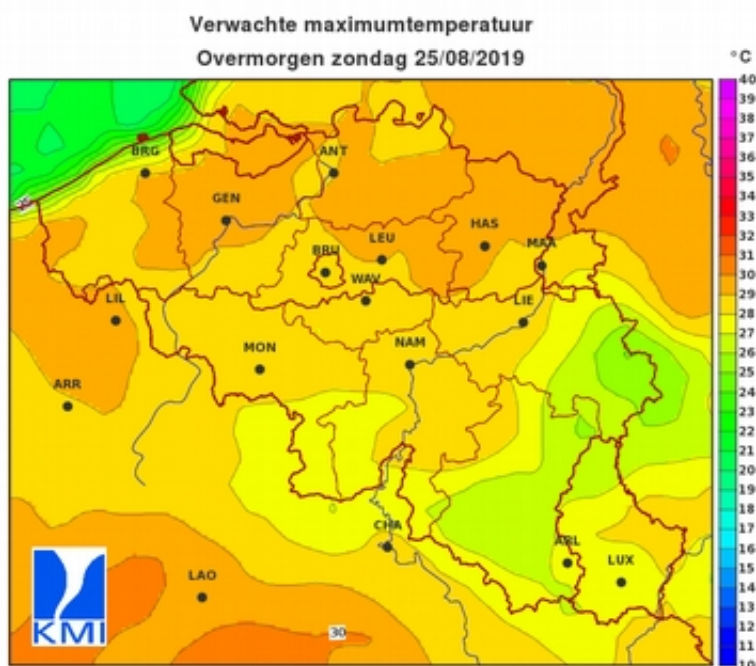 Verwachte maximumtemperatuur
Overmorgen zondag 25/08/2019
°C
40
39
38
37
36
35
34
33
32
31
30
29
28
27
26
25
24
23
22
21
20
19
18
17
16
15
14
13
12
11
BRG
ANT
GEN
HAS
LEU
MAA
BRU
WAV
LIL
LIE
MON
NAM
ARR
CHA
ARL
LUX
LAO
30
KMI